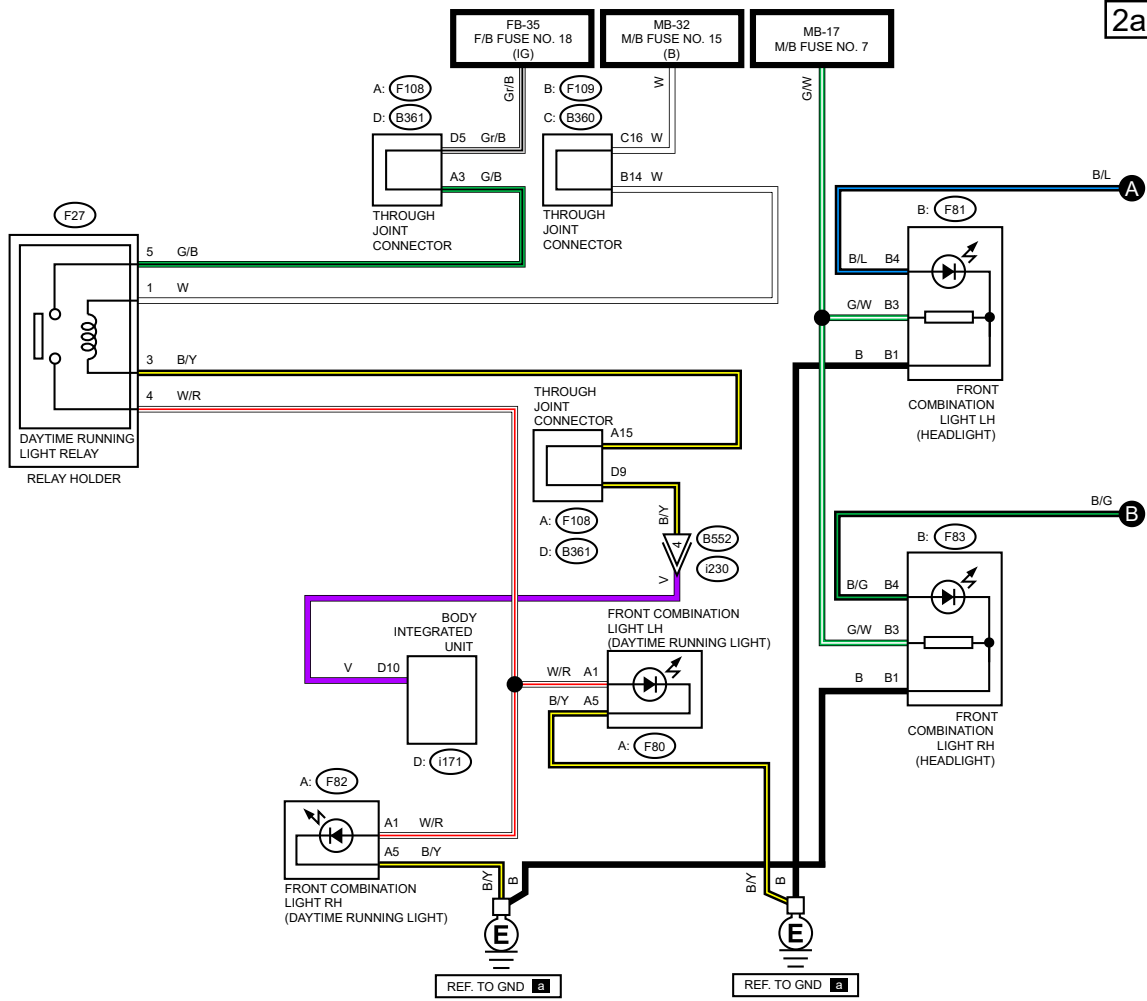 2a
FB-35
F/B FUSE NO. 18
(IG)
MB-32
M/B FUSE NO. 15
(B)
MB-17
M/B FUSE NO. 7
Gr/B
W
G/W
A: F108
D: B361
B: F109
C: B360
D5 Gr/B
A3 G/B
C16 W
B14 W
THROUGH
JOINT
CONNECTOR
THROUGH
JOINT
CONNECTOR
B/L
A
F27
B: F81
5 G/B
1 W
3 B/Y
4 W/R
DAYTIME RUNNING
LIGHT RELAY
RELAY HOLDER
B/L B4
G/W B3
B B1
FRONT
COMBINATION
LIGHT LH
(HEADLIGHT)
THROUGH
JOINT
CONNECTOR
A15
D9
A: F108
D: B361
B/Y
4
V
B552
i230
B/G
B
B: F83
B/G B4
G/W B3
B B1
FRONT
COMBINATION
LIGHT RH
(HEADLIGHT)
BODY
INTEGRATED
UNIT
V D10
D: i171
FRONT COMBINATION
LIGHT LH
(DAYTIME RUNNING LIGHT)
W/R A1
B/Y A5
A: F80
A: F82
A1 W/R
A5 B/Y
FRONT COMBINATION
LIGHT RH
(DAYTIME RUNNING LIGHT)
B/Y
B
E
REF. TO GND a
B/Y
B
E
REF. TO GND a